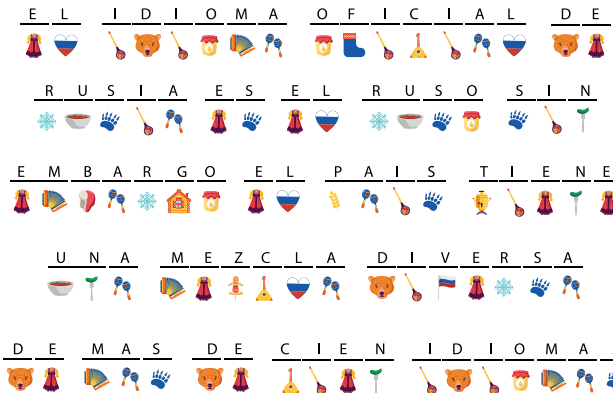 EL IDIOMA OFICIAL DE
RUSIA ES EL RUSO SIN
EMBARGO EL PAIS TIENE
UNA MEZCLA DIVERSA
DE MAS DE CIEN IDIOMA